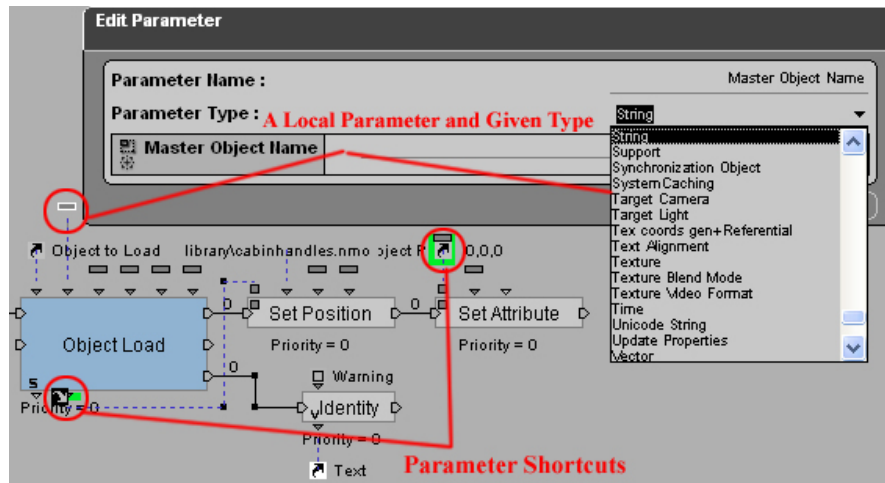 Edit Parameter
Parameter Name :
Master Object Name
Parameter Type :
String
A Local Parameter and Given Type
Master Object Name
String
Support
Synchronization Object
SystemCaching
Target Camera
Target Light
Tex coords gen+Referential
Text Alignment
Texture
Texture Blend Mode
Texture Video Format
Time
Unicode String
Update Properties
Vector
Object to Load
library\cabinhandles.nmo
oject
0,0,0
0
0
Object Load
Set Position
Set Attribute
Priority = 0
Priority = 0
0
S
Warning
Priority = 0
Identity
Priority = 0
Text
Parameter Shortcuts